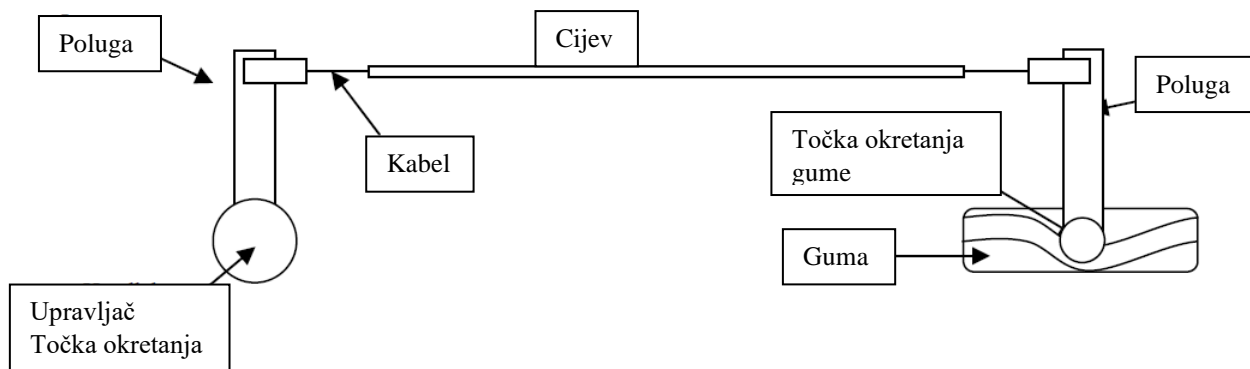 Poluga
Cijev
Poluga
Kabel
Točka okretanja
gume
Guma
Upravljač
Točka okretanja